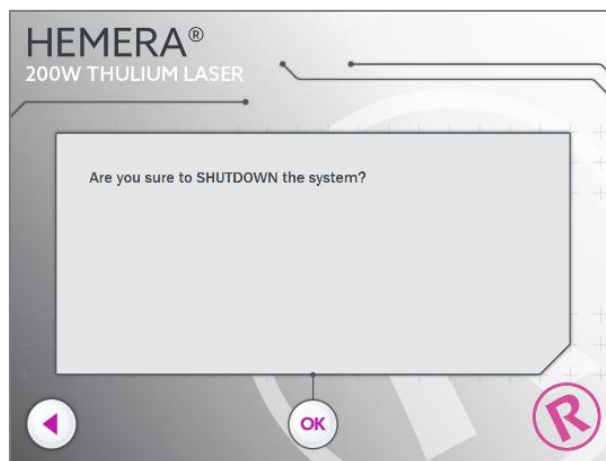 HEMERA®
200W THULIUM LASER
Are you sure to SHUTDOWN the system?
OK
R